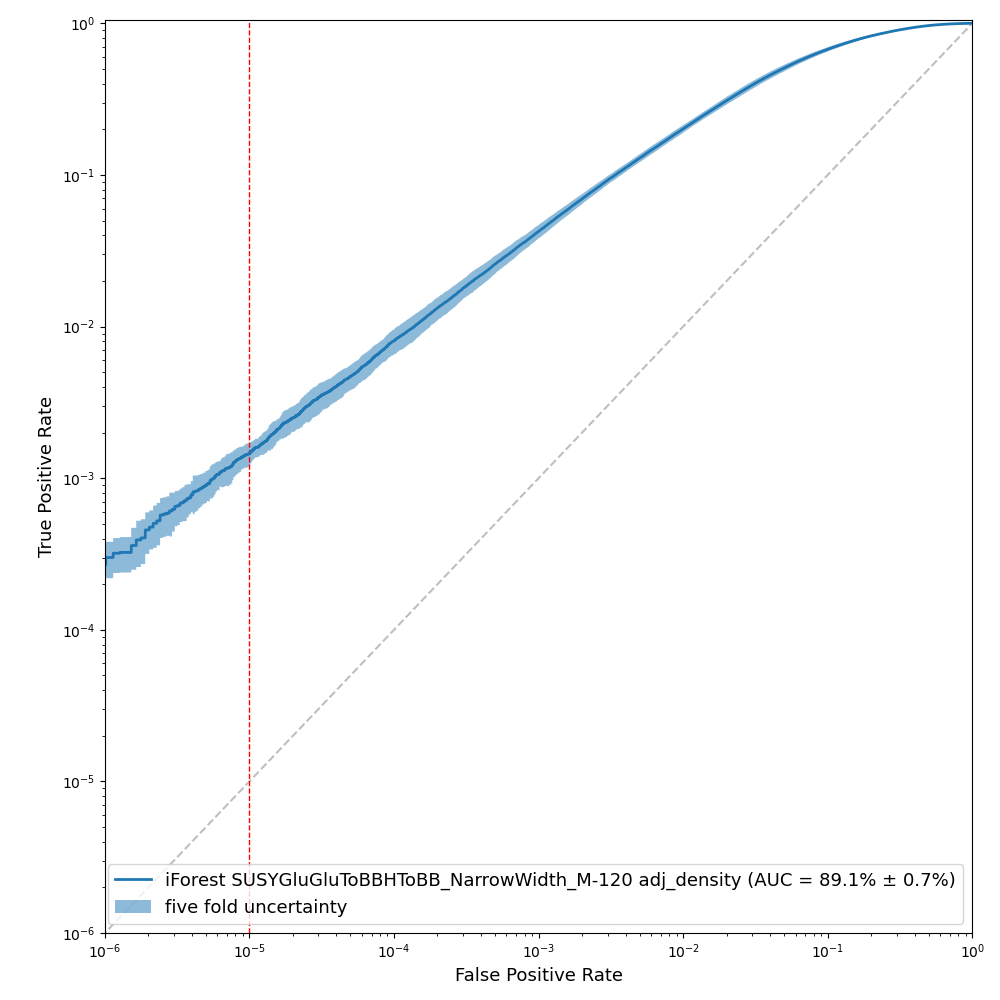 10⁰
10⁻¹
10⁻²
10⁻³
10⁻⁴
10⁻⁵
10⁻⁶
True Positive Rate
iForest SUSYGluGluToBBHToBB_NarrowWidth_M-120 adj_density (AUC = 89.1% ± 0.7%)
five fold uncertainty
10⁻⁶ 10⁻⁵ 10⁻⁴ 10⁻³ 10⁻² 10⁻¹ 10⁰
False Positive Rate